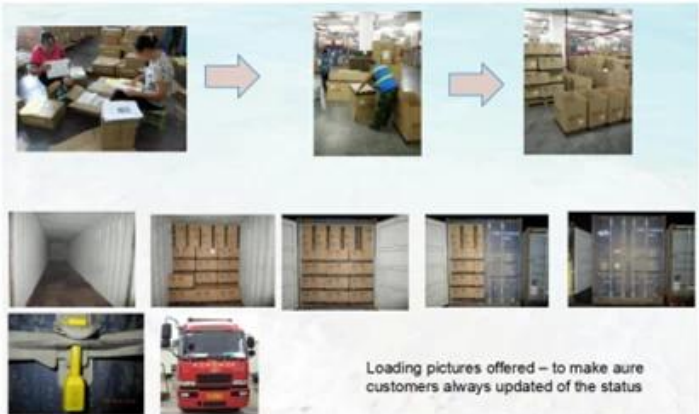 Loading pictures offered – to make aure
customers always updated of the status